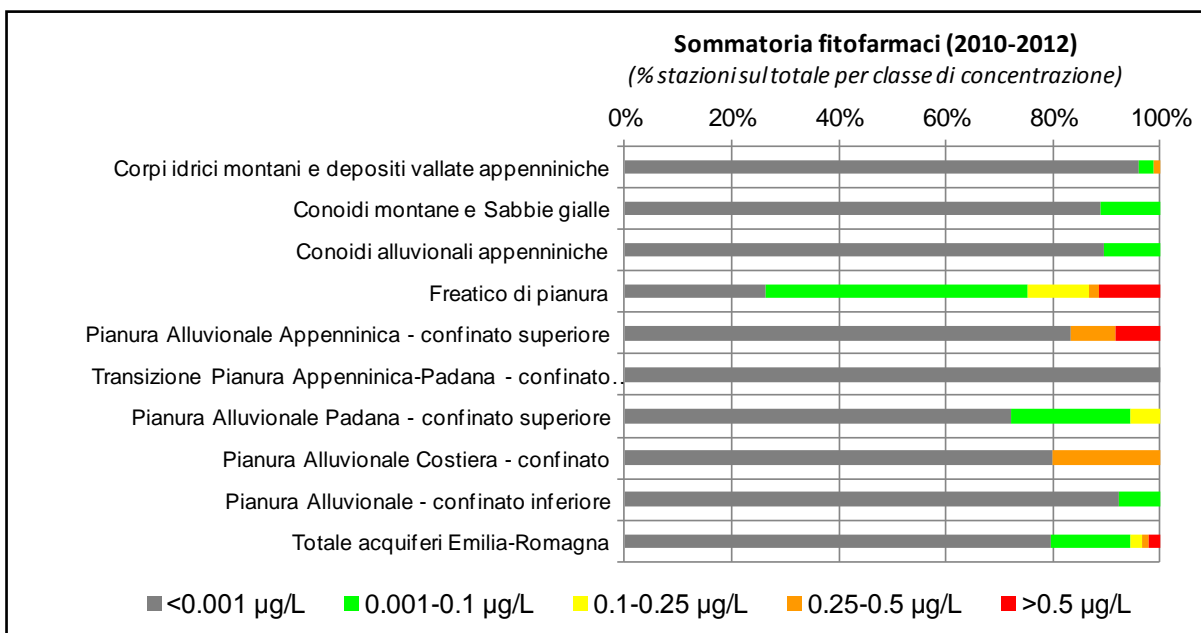 Sommatoria fitofarmaci (2010-2012)
(% stazioni sul totale per classe di concentrazione)
0% 20% 40% 60% 80% 100%
Corpi idrici montani e depositi vallate appenniniche
Conoidi montane e Sabbie gialle
Conoidi alluvionali appenniniche
Freatico di pianura
Pianura Alluvionale Appenninica - confinato superiore
Transizione Pianura Appenninica-Padana - confinato..
Pianura Alluvionale Padana - confinato superiore
Pianura Alluvionale Costiera - confinato
Pianura Alluvionale - confinato inferiore
Totale acquiferi Emilia-Romagna
<0.001 µg/L 0.001-0.1 µg/L 0.1-0.25 µg/L 0.25-0.5 µg/L >0.5 µg/L